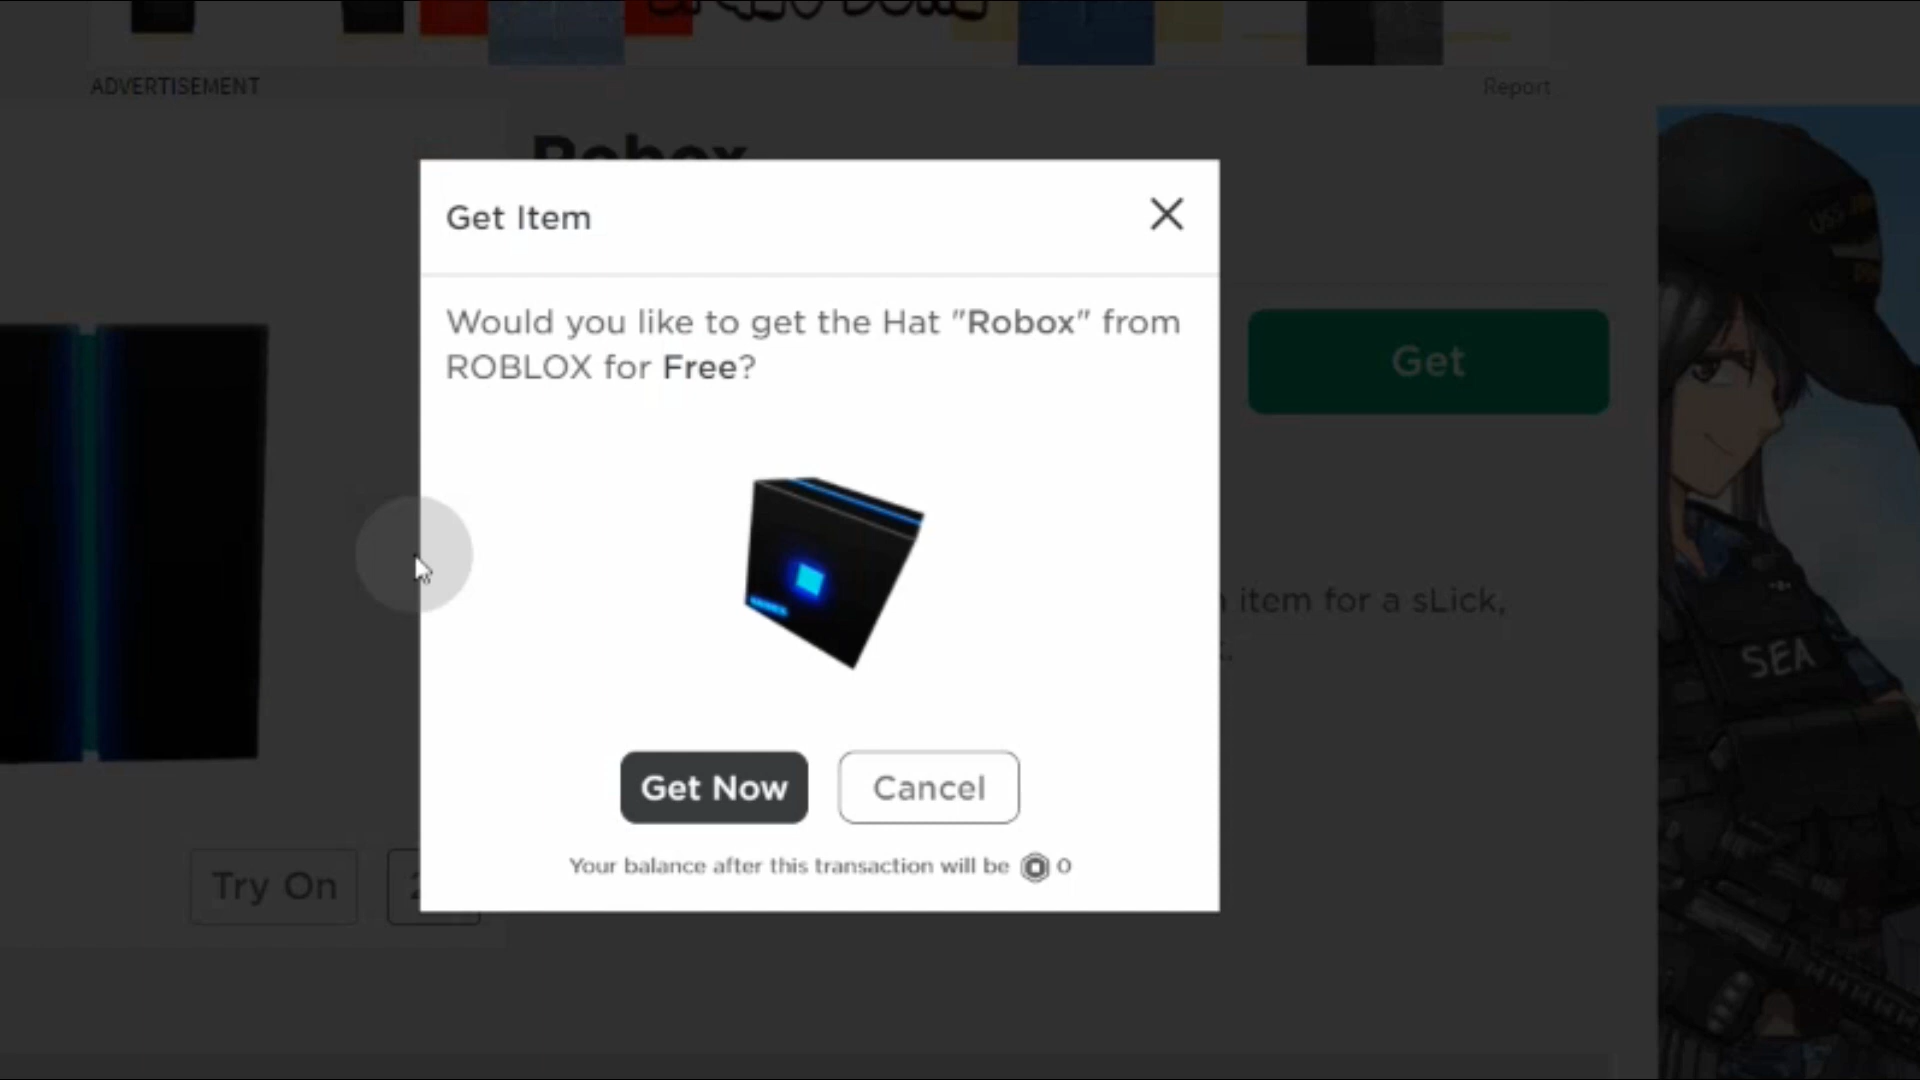 ADVERTISEMENT
Report
Robox
Get Item
Would you like to get the Hat "Robox" from
ROBLOX for Free?
Get
item for a sLick,
SEA
Get Now
Cancel
Your balance after this transaction will be 0
Try On